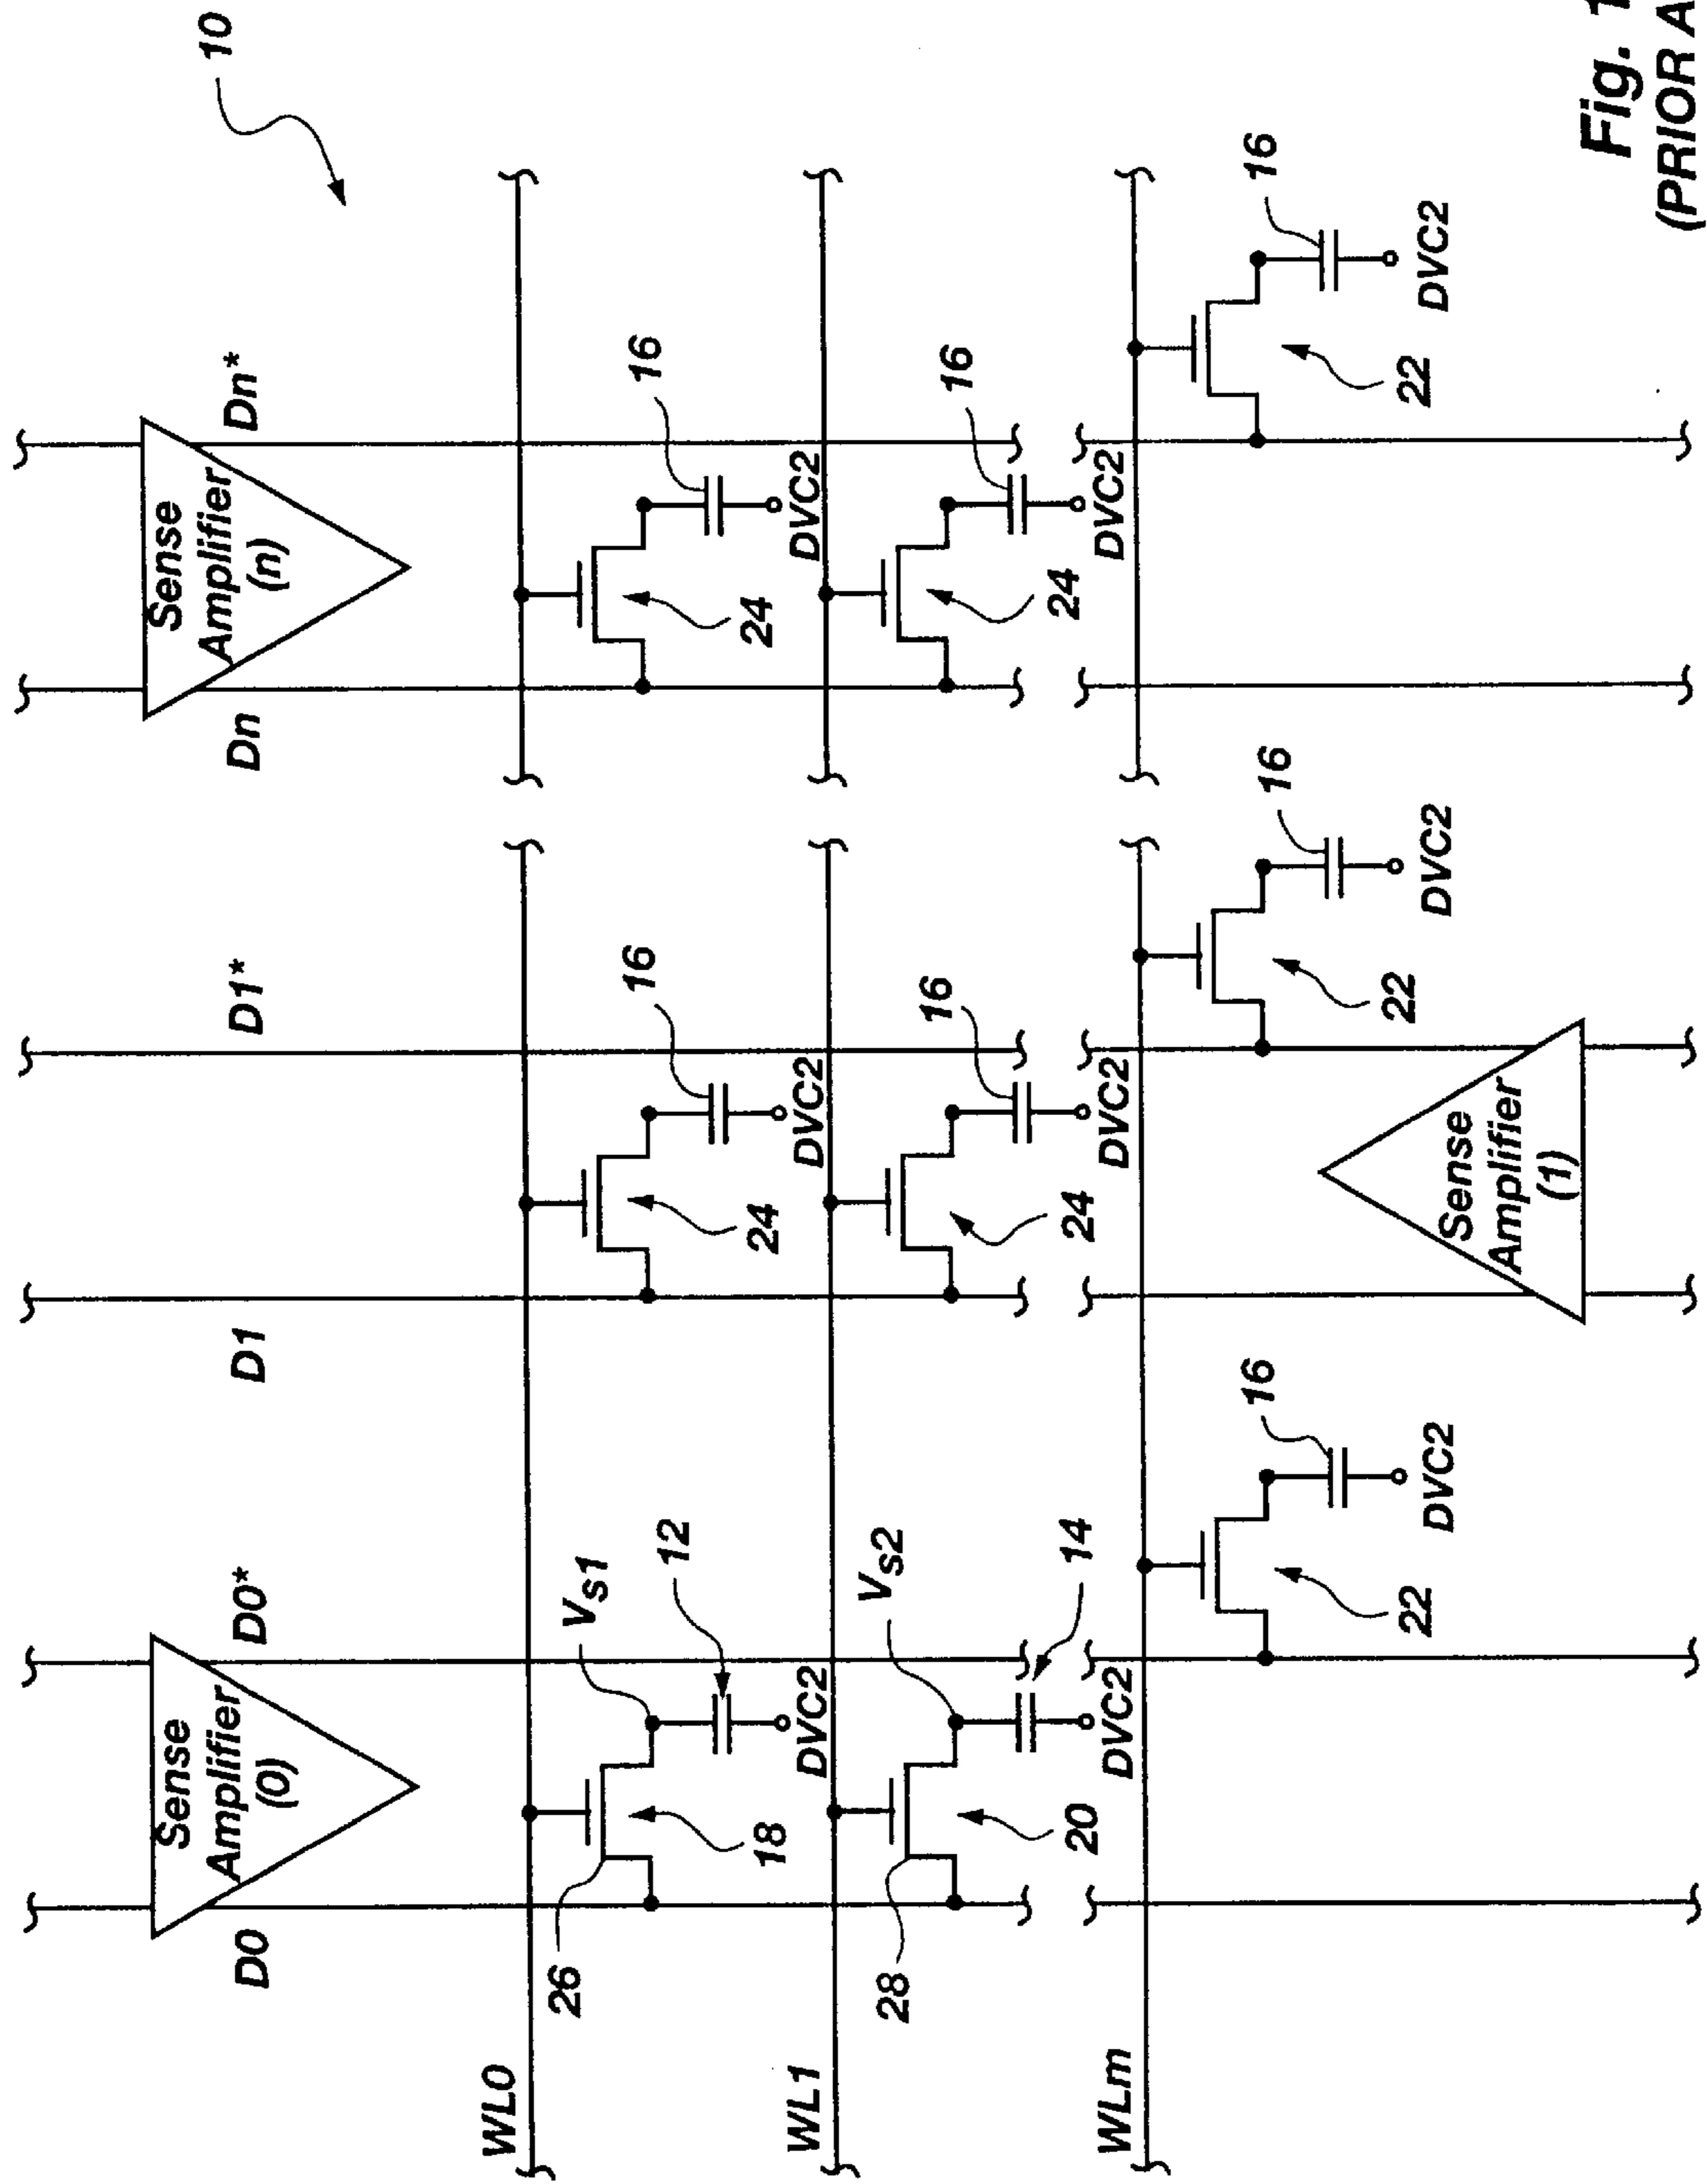 10
Sense
Amplifier
(0)
Sense
Amplifier
(n)
D0
D0*
D1
D1*
Dn
Dn*
WL0
26
18
Vs1
12
DVC2
24
16
DVC2
24
16
DVC2
WL1
28
20
Vs2
14
DVC2
24
16
DVC2
24
16
DVC2
WLm
22
16
DVC2
22
16
DVC2
22
16
DVC2
Sense
Amplifier
(1)
Fig. 1
(PRIOR A